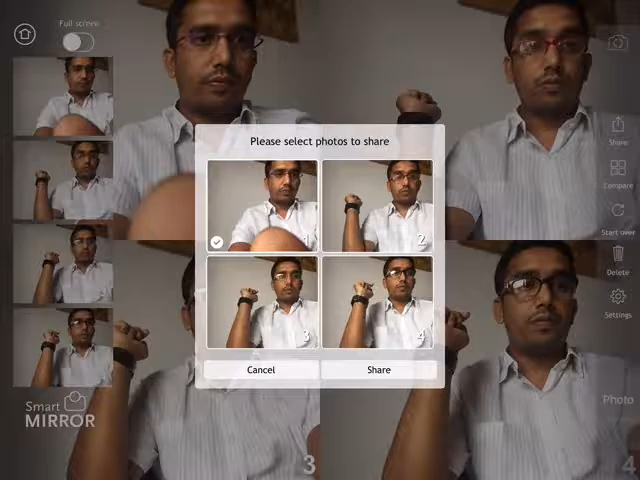 Full screen
Please select photos to share
2
3
4
Cancel
Share
Share
Compare
Start over
Delete
Settings
Photo
Smart
MIRROR
3
4